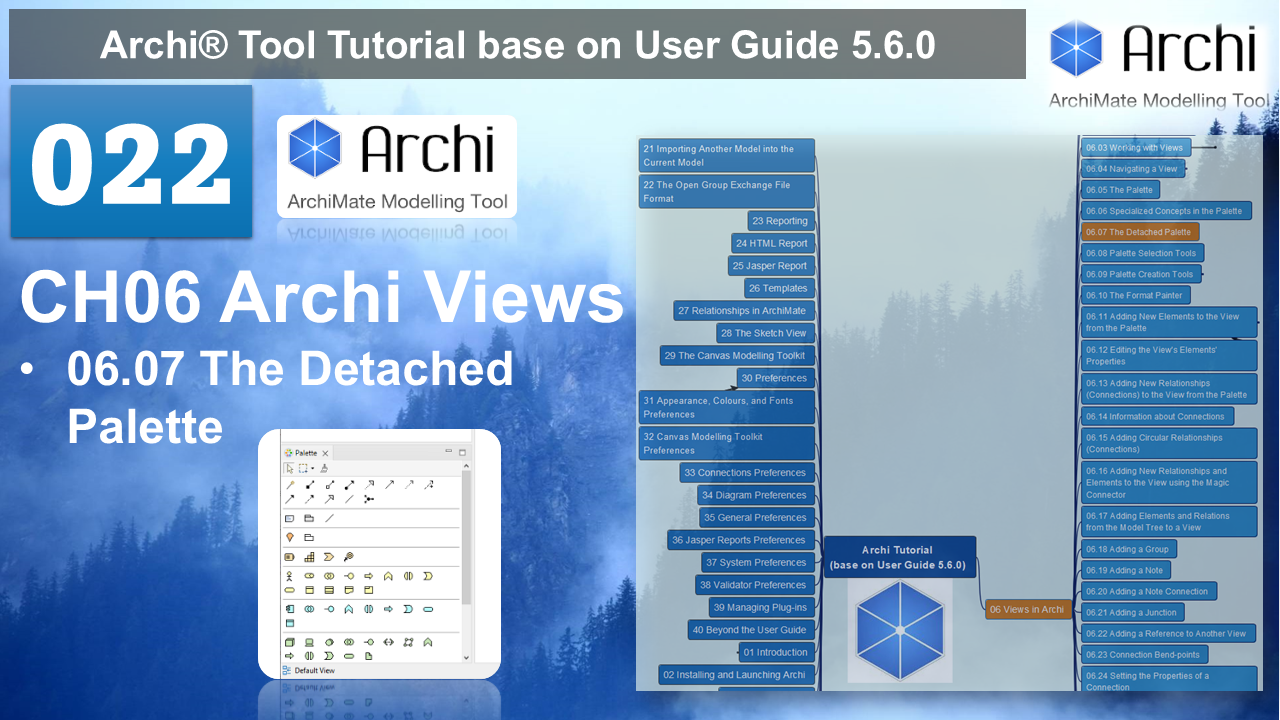 Archi® Tool Tutorial base on User Guide 5.6.0
Archi
ArchiMate Modelling Tool
022
Archi
ArchiMate Modelling Tool
CH06 Archi Views
• 06.07 The Detached
Palette
Palette
Default View
21 Importing Another Model into the
Current Model
22 The Open Group Exchange File
Format
23 Reporting
24 HTML Report
25 Jasper Report
26 Templates
27 Relationships in ArchiMate
28 The Sketch View
29 The Canvas Modelling Toolkit
30 Preferences
31 Appearance, Colours, and Fonts
Preferences
32 Canvas Modelling Toolkit
Preferences
33 Connections Preferences
34 Diagram Preferences
35 General Preferences
36 Jasper Reports Preferences
37 System Preferences
38 Validator Preferences
39 Managing Plug-ins
40 Beyond the User Guide
01 Introduction
02 Installing and Launching Archi
Archi Tutorial
(base on User Guide 5.6.0)
06 Views in Archi
06.03 Working with Views
06.04 Navigating a View
06.05 The Palette
06.06 Specialized Concepts in the Palette
06.07 The Detached Palette
06.08 Palette Selection Tools
06.09 Palette Creation Tools
06.10 The Format Painter
06.11 Adding New Elements to the View
from the Palette
06.12 Editing the View's Elements'
Properties
06.13 Adding New Relationships
(Connections) to the View from the Palette
06.14 Information about Connections
06.15 Adding Circular Relationships
(Connections)
06.16 Adding New Relationships and
Elements to the View using the Magic
Connector
06.17 Adding Elements and Relations
from the Model Tree to a View
06.18 Adding a Group
06.19 Adding a Note
06.20 Adding a Note Connection
06.21 Adding a Junction
06.22 Adding a Reference to Another View
06.23 Connection Bend-points
06.24 Setting the Properties of a
Connection